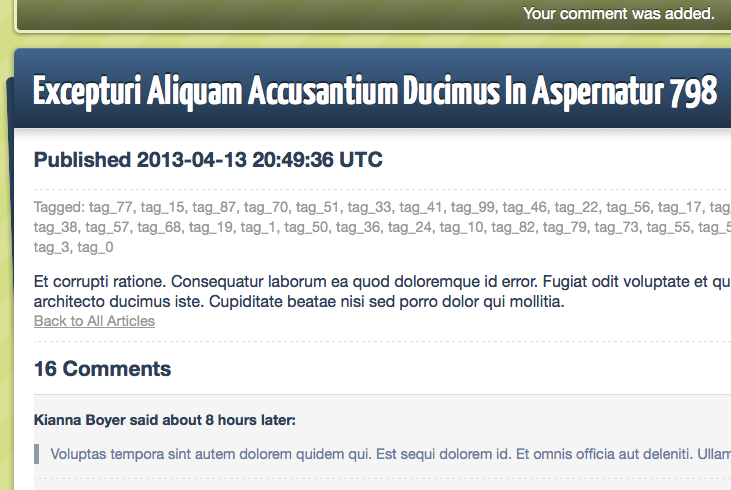 Your comment was added.
Excepturi Aliquam Accusantium Ducimus In Aspernatur 798
Published 2013-04-13 20:49:36 UTC
Tagged: tag_77, tag_15, tag_87, tag_70, tag_51, tag_33, tag_41, tag_99, tag_46, tag_22, tag_56, tag_17,
tag_38, tag_57, tag_68, tag_19, tag_1, tag_50, tag_36, tag_24, tag_10, tag_82, tag_79, tag_73, tag_55,
tag_3, tag_0
Et corrupti ratione. Consequatur laborum ea quod doloremque id error. Fugiat odit voluptate et
architecto ducimus iste. Cupiditate beatae nisi sed porro dolor qui mollitia.
Back to All Articles
16 Comments
Kianna Boyer said about 8 hours later:
Voluptas tempora sint autem dolorem quidem qui. Est sequi dolorem id. Et omnis officia aut deleniti.